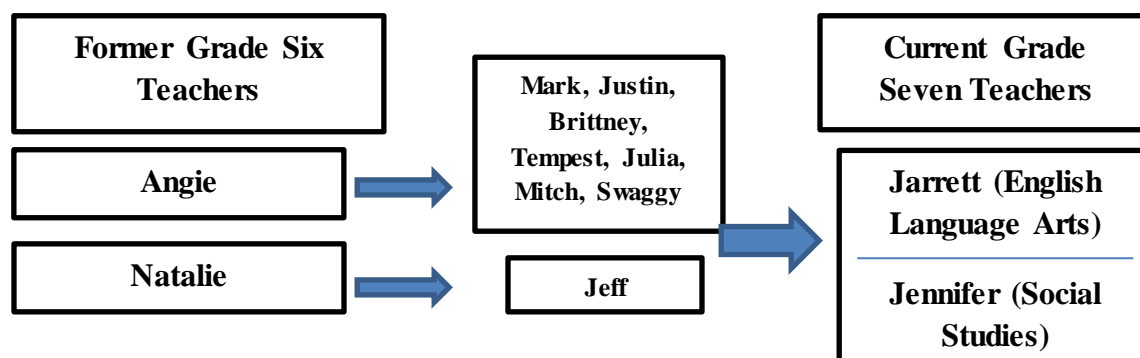 Former Grade Six
Teachers
Angie
Natalie
Mark, Justin,
Brittney,
Tempest, Julia,
Mitch, Swaggy
Jeff
Current Grade
Seven Teachers
Jarrett (English
Language Arts)
Jennifer (Social
Studies)